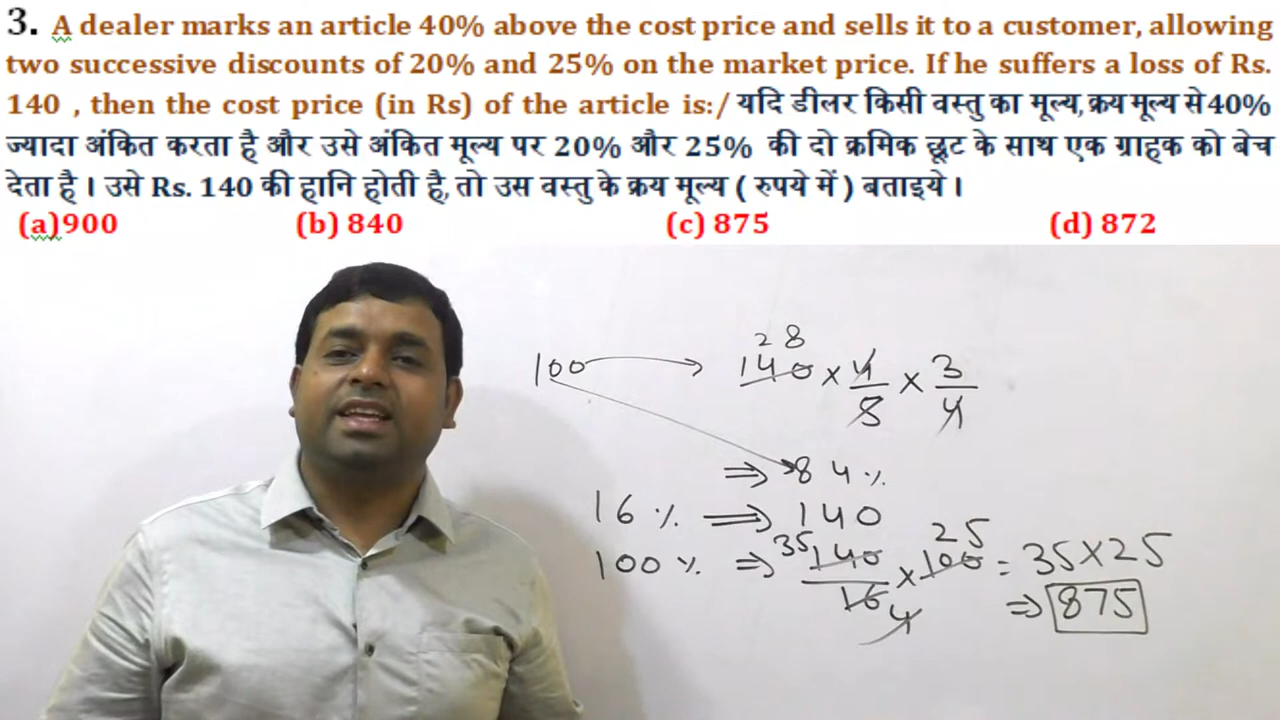 3. A dealer marks an article 40% above the cost price and sells it to a customer, allowing
two successive discounts of 20% and 25% on the market price. If he suffers a loss of Rs.
140 , then the cost price (in Rs) of the article is:/ यदि डीलर किसी वस्तु का मूल्य,क्रय मूल्य से 40%
ज्यादा अंकित करता है और उसे अंकित मूल्य पर 20% और 25% की दो क्रमिक छूट के साथ एक ग्राहक को बेच
देता है । उसे Rs. 140 की हानि होती है, तो उस वस्तु के क्रय मूल्य ( रुपये में ) बताइये ।
(a)900 (b) 840 (c) 875 (d) 872
28
100 → 140 × 4/5 × 3/4
⇒ 84 %
16 % ⇒ 140
100 % ⇒ 35 140/16 4 × 100 25 = 35×25
⇒ 875